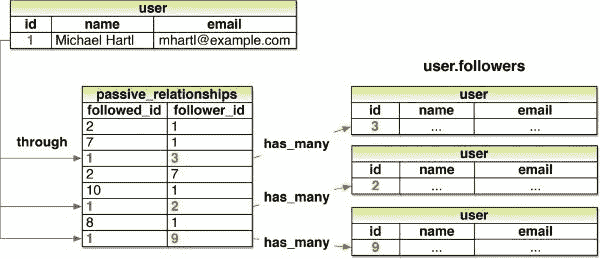 user
id name email
1 Michael Hartl mhartl@example.com
user.followers
through
passive_relationships
followed_id follower_id
2 1
7 1
1 3
2 7
10 1
1 2
8 1
1 9
has_many
user
id name email
3 ... ...
has_many
user
id name email
2 ... ...
has_many
user
id name email
9 ... ...